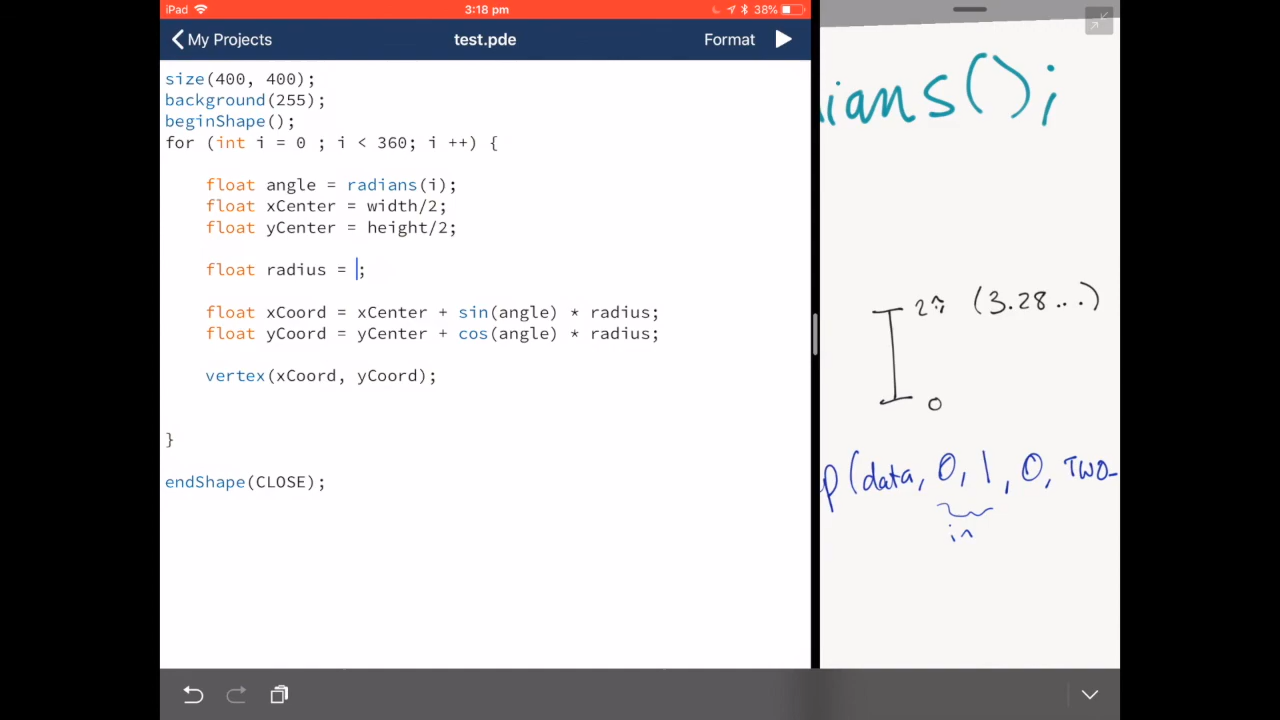 iPad 3:18 pm 38%
My Projects test.pde Format
size(400, 400);
background(255);
beginShape();
for (int i = 0 ; i < 360; i ++) {
float angle = radians(i);
float xCenter = width/2;
float yCenter = height/2;
float radius = ;
float xCoord = xCenter + sin(angle) * radius;
float yCoord = yCenter + cos(angle) * radius;
vertex(xCoord, yCoord);
}
endShape(CLOSE);
ians();
2π (3.28...)
0
p(data, 0, 1, 0, TWO_
in